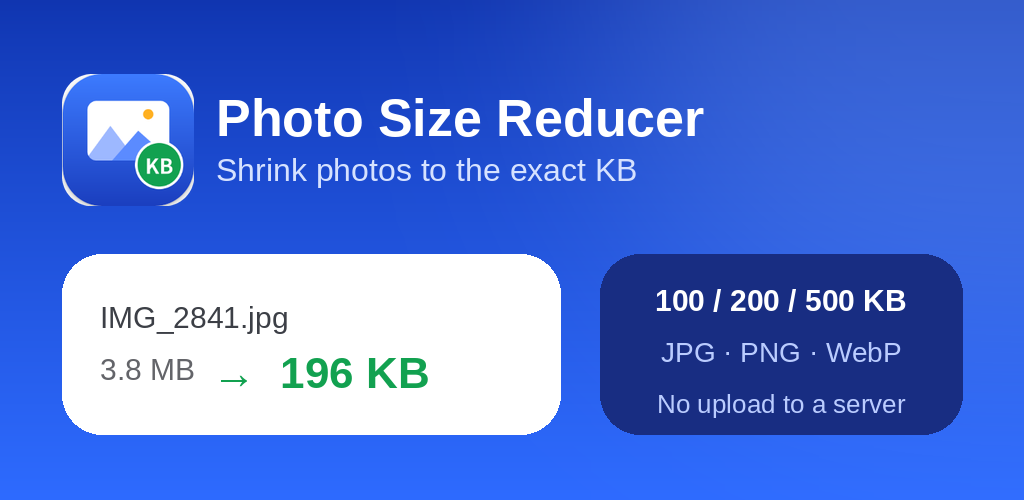 KB
Photo Size Reducer
Shrink photos to the exact KB
IMG_2841.jpg
3.8 MB → 196 KB
100 / 200 / 500 KB
JPG · PNG · WebP
No upload to a server